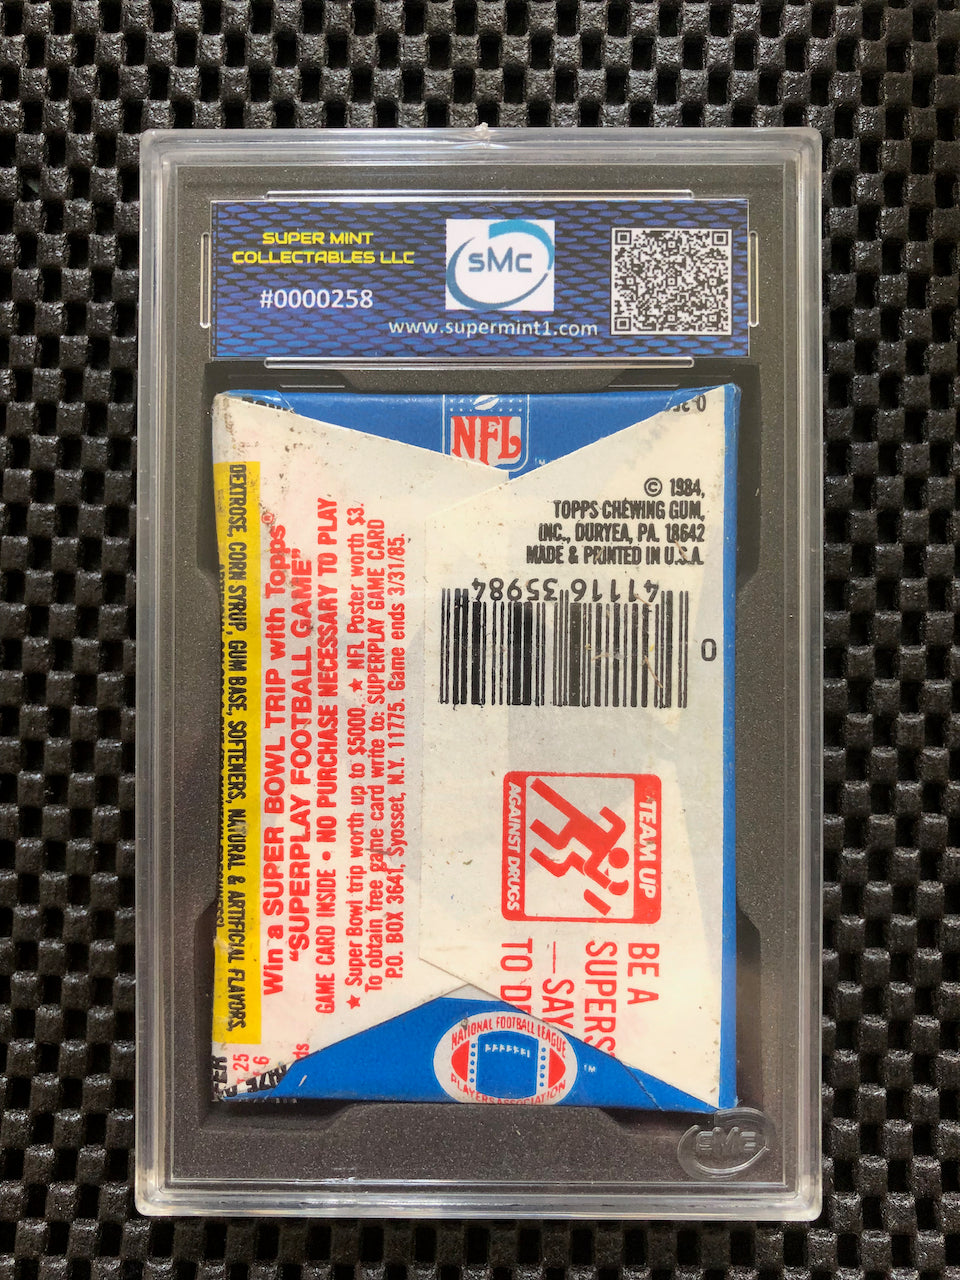 SUPER MINT
COLLECTABLES LLC
#0000258
SMC
www.supermint1.com
NFL
© 1984,
TOPPS CHEWING GUM,
INC., DURYEA, PA. 18642
MADE & PRINTED IN U.S.A.
41116 35984
0
DEXTROSE, CORN SYRUP, GUM BASE, SOFTENERS, NATURAL & ARTIFICIAL FLAVORS,
Win a SUPER BOWL TRIP with Topps®
"SUPERPLAY FOOTBALL GAME"
GAME CARD INSIDE • NO PURCHASE NECESSARY TO PLAY
★ Super Bowl trip worth up to $5000. ★ NFL Poster worth $3.
To obtain free game card write to: SUPERPLAY GAME CARD
P.O. BOX 3641, Syosset, N.Y. 11775. Game ends 3/31/85.
TEAM UP
AGAINST DRUGS
BE A
SUPERS
— SAY
TO D
25
6
NATIONAL FOOTBALL LEAGUE
PLAYERS ASSOCIATION
TM
SMC